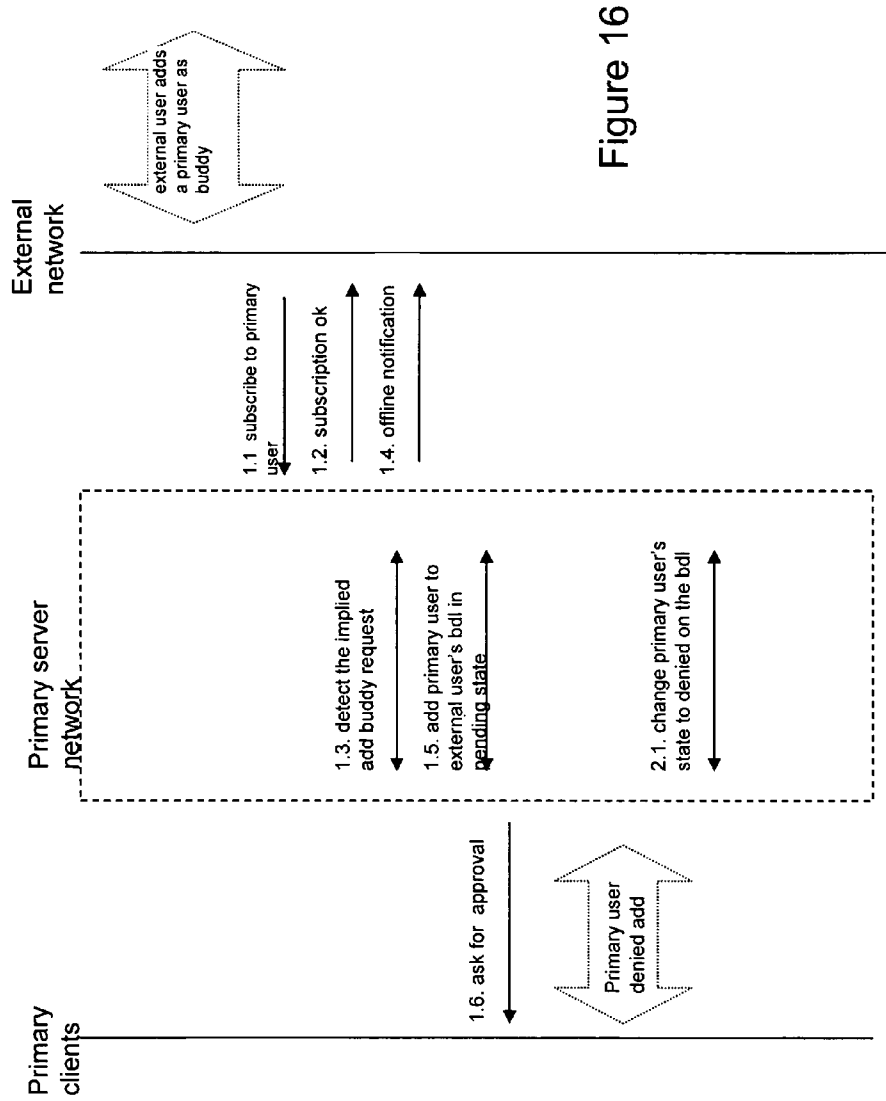 Primary
clients
Primary server
network
External
network
external user adds
a primary user as
buddy
1.1 subscribe to primary
user
1.2. subscription ok
1.3. detect the implied
add buddy request
1.4. offline notification
1.5. add primary user to
external user's bdl in
pending state
1.6. ask for approval
Primary user
denied add
2.1. change primary user's
state to denied on the bdl
Figure 16